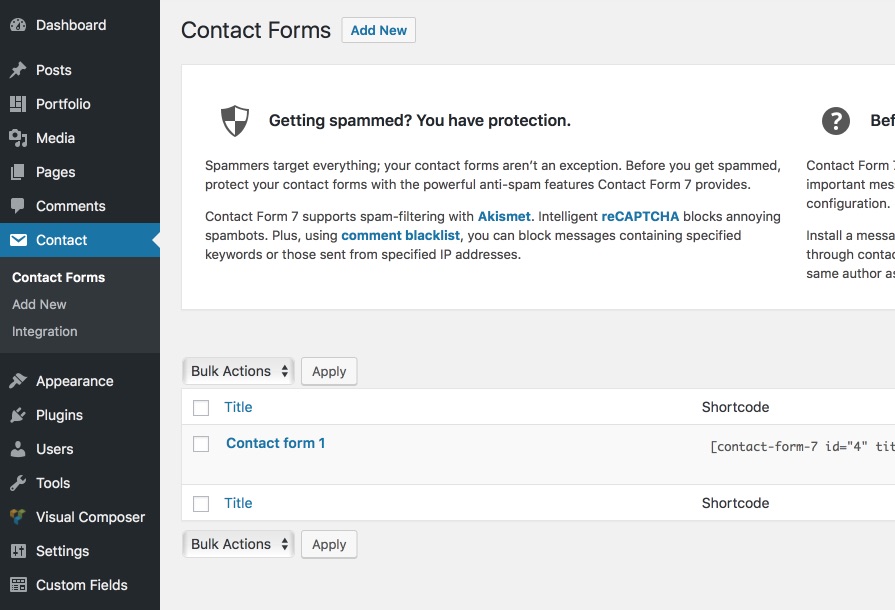 Dashboard
Posts
Portfolio
Media
Pages
Comments
Contact
Contact Forms
Add New
Integration
Appearance
Plugins
Users
Tools
Visual Composer
Settings
Custom Fields
Contact Forms Add New
Getting spammed? You have protection.
Spammers target everything; your contact forms aren’t an exception. Before you get spammed,
protect your contact forms with the powerful anti-spam features Contact Form 7 provides.
Contact Form 7 supports spam-filtering with Akismet. Intelligent reCAPTCHA blocks annoying
spambots. Plus, using comment blacklist, you can block messages containing specified
keywords or those sent from specified IP addresses.
? Bef
Contact Form 7
important mes
configuration.
Install a messa
through contac
same author as
Bulk Actions Apply
Title Shortcode
Contact form 1 [contact-form-7 id="4" tit
Title Shortcode
Bulk Actions Apply